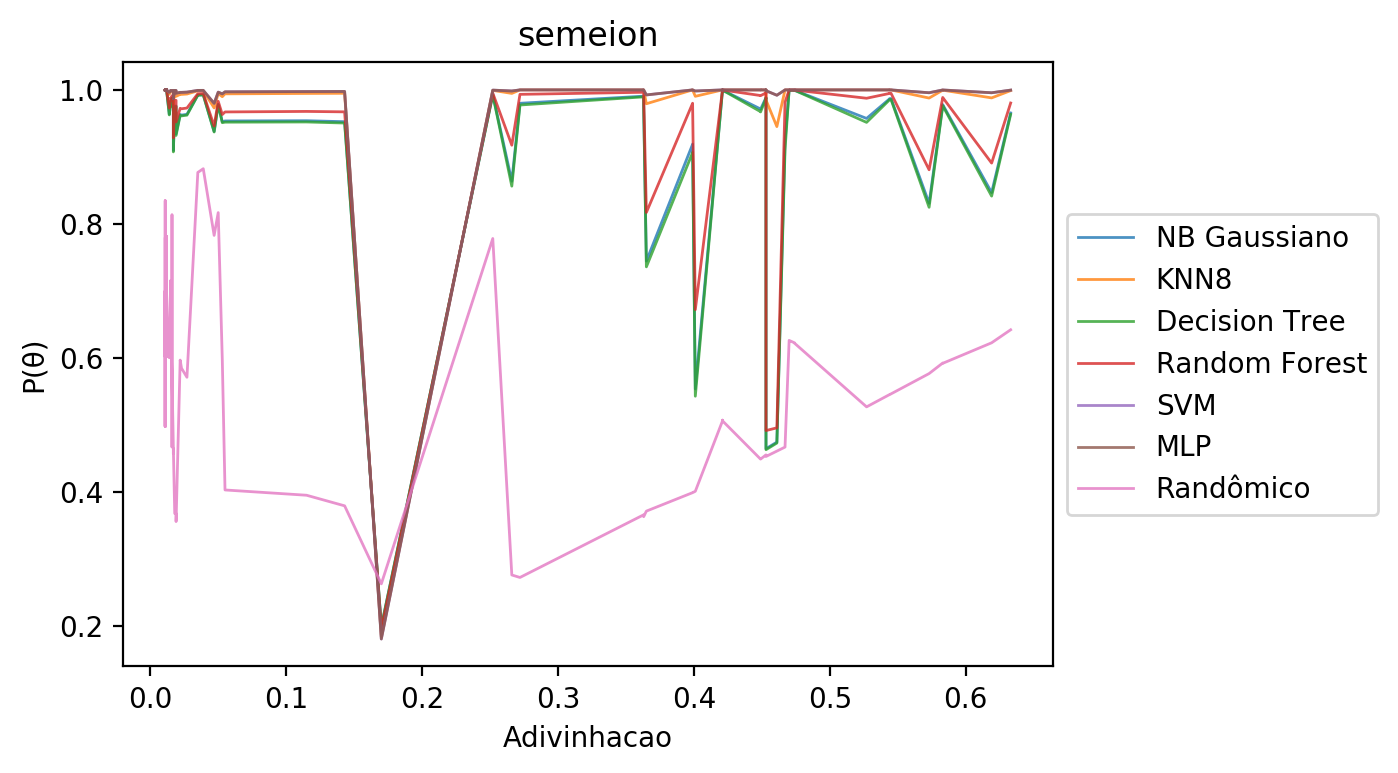 semeion
P(θ)
1.0
0.8
0.6
0.4
0.2
0.0 0.1 0.2 0.3 0.4 0.5 0.6
Adivinhacao
NB Gaussiano
KNN8
Decision Tree
Random Forest
SVM
MLP
Randômico